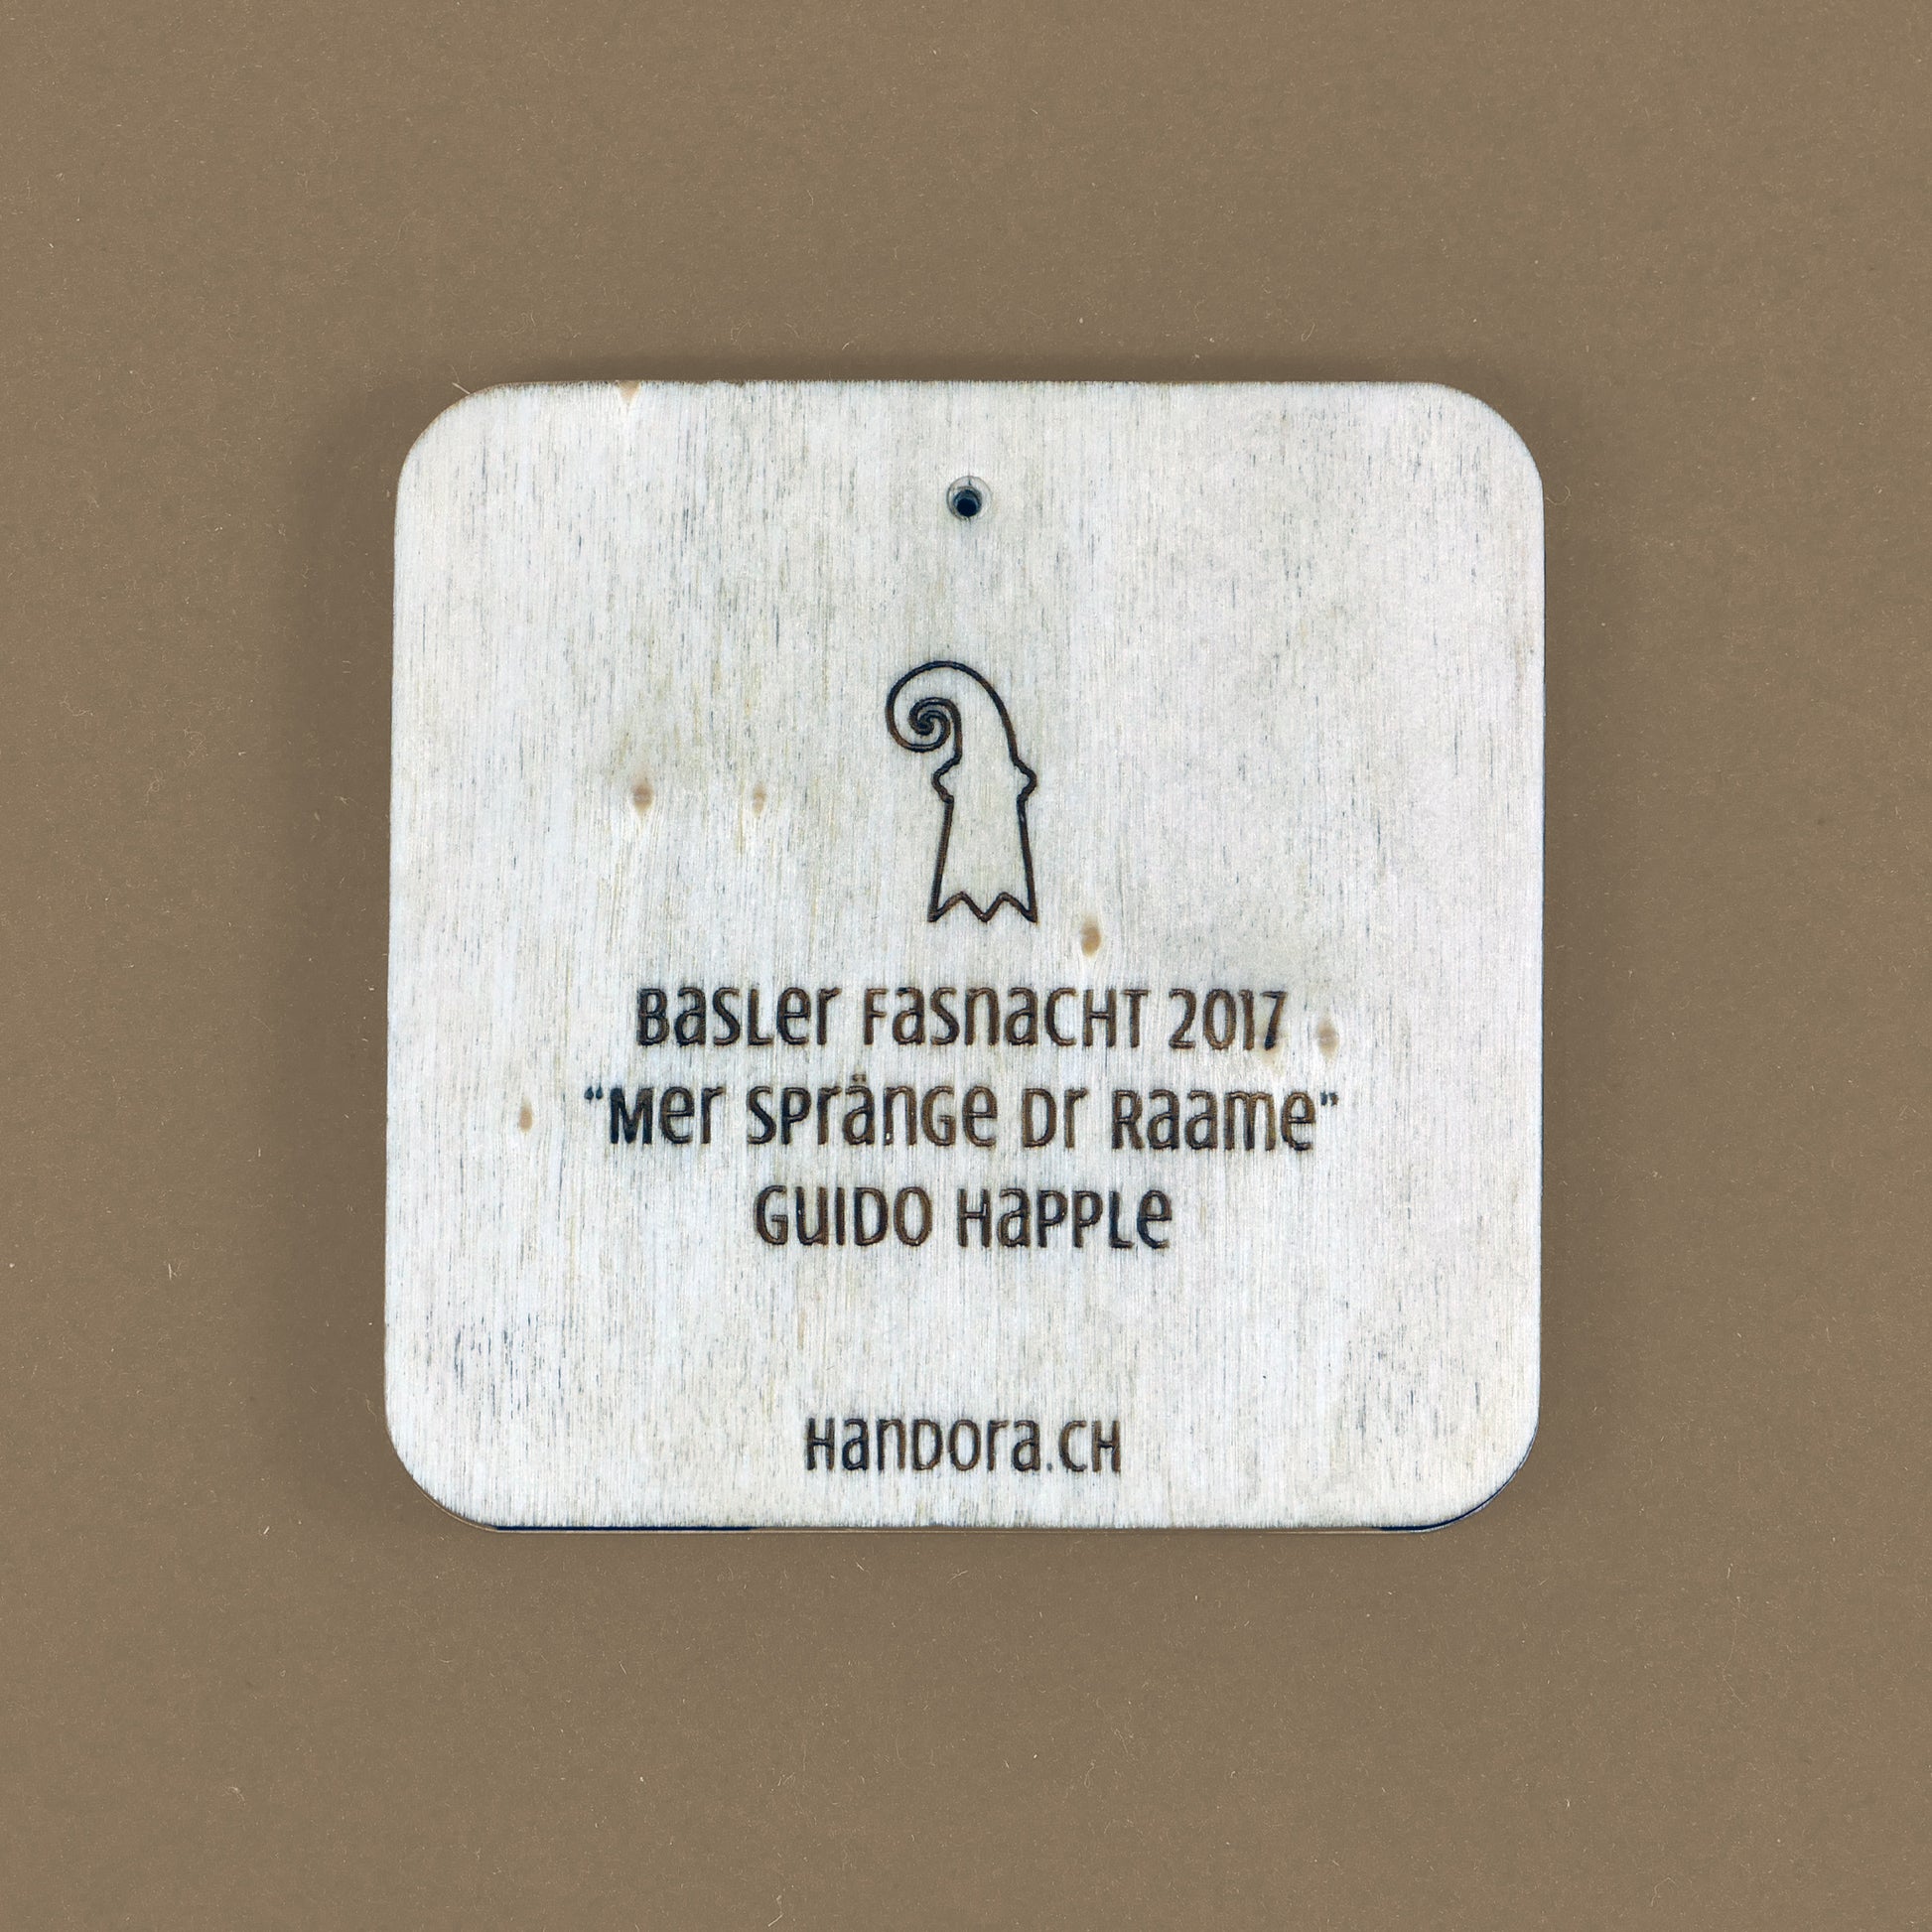 Basler Fasnacht 2017
“Mer spränge dr Raame”
Guido Happle
Handora.ch